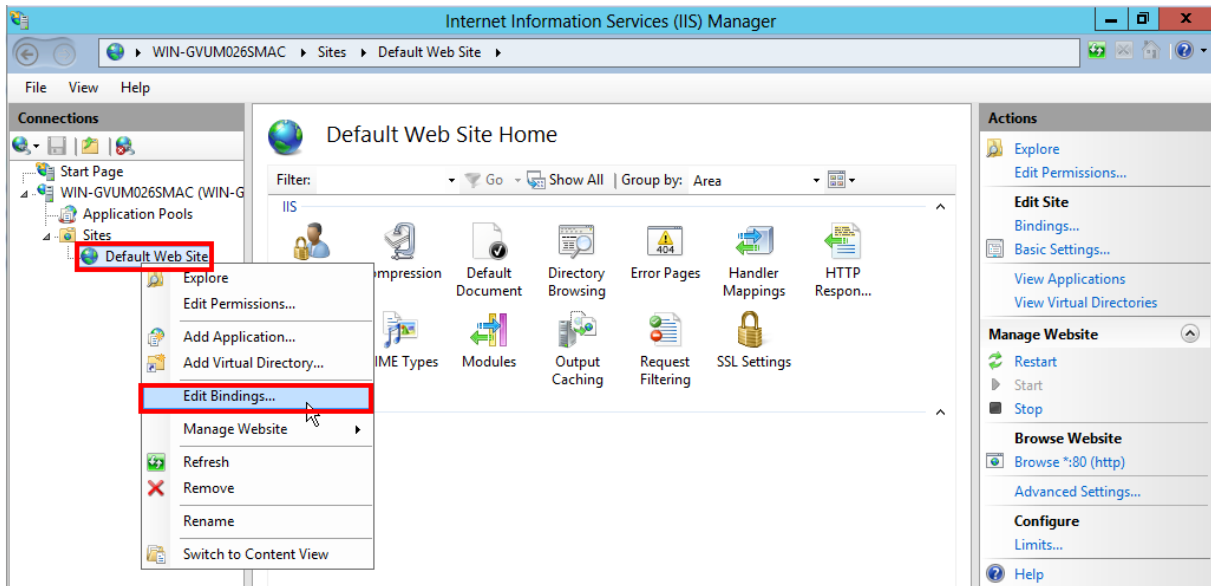 Internet Information Services (IIS) Manager
WIN-GVUM026SMAC Sites Default Web Site
File View Help
Connections
Start Page
WIN-GVUM026SMAC (WIN-G
Application Pools
Sites
Default Web Site
Explore
Edit Permissions...
Add Application...
Add Virtual Directory...
Edit Bindings...
Manage Website
Refresh
Remove
Rename
Switch to Content View
Default Web Site Home
Filter: Go Show All Group by: Area
IIS
mpression
Default
Document
Directory
Browsing
404
Error Pages
Handler
Mappings
HTTP
Respon...
IME Types
Modules
Output
Caching
Request
Filtering
SSL Settings
Actions
Explore
Edit Permissions...
Edit Site
Bindings...
Basic Settings...
View Applications
View Virtual Directories
Manage Website
Restart
Start
Stop
Browse Website
Browse *:80 (http)
Advanced Settings...
Configure
Limits...
Help